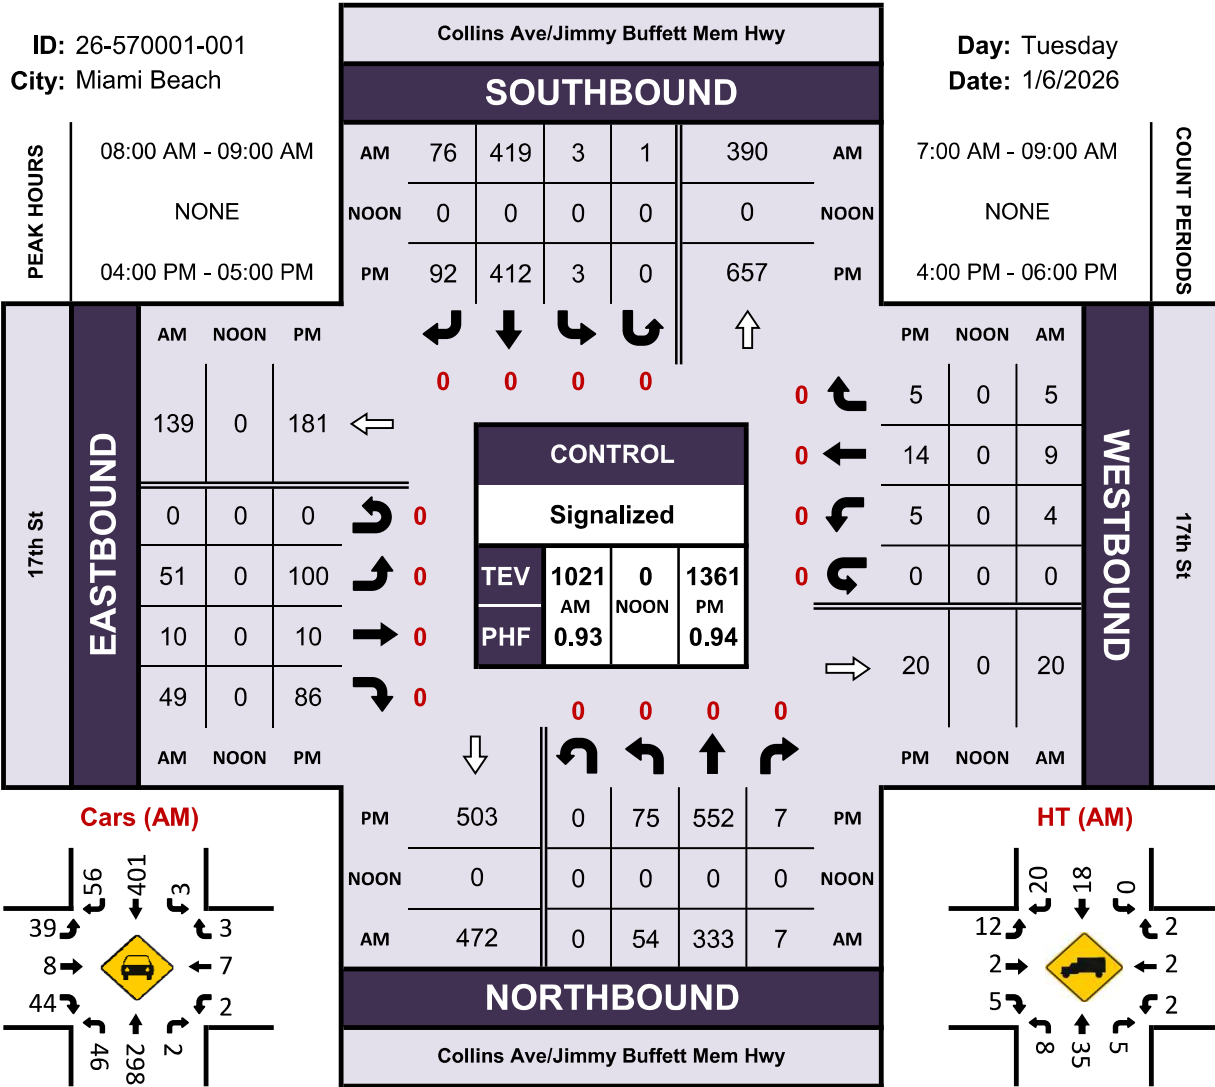 ID: 26-570001-001
City: Miami Beach
Collins Ave/Jimmy Buffett Mem Hwy
SOUTHBOUND
Day: Tuesday
Date: 1/6/2026
PEAK HOURS
08:00 AM - 09:00 AM
NONE
04:00 PM - 05:00 PM
AM 76 419 3 1 390 AM
NOON 0 0 0 0 0 NOON
PM 92 412 3 0 657 PM
7:00 AM - 09:00 AM
NONE
4:00 PM - 06:00 PM
COUNT PERIODS
0 0 0 0
17th St
EASTBOUND
AM NOON PM
139 0 181
0 0 0 0
51 0 100 0
10 0 10 0
49 0 86 0
AM NOON PM
CONTROL
Signalized
TEV 1021 0 1361
AM NOON PM
PHF 0.93 0.94
PM NOON AM
0 5 0 5
0 14 0 9
0 5 0 4
0 0 0 0
20 0 20
PM NOON AM
WESTBOUND
17th St
0 0 0 0
PM 503 0 75 552 7 PM
NOON 0 0 0 0 0 NOON
AM 472 0 54 333 7 AM
NORTHBOUND
Collins Ave/Jimmy Buffett Mem Hwy
Cars (AM)
56 401 3
39 3
8 7
44 2
46 298 2
HT (AM)
20 18 0
12 2
2 2
5 2
8 35 5